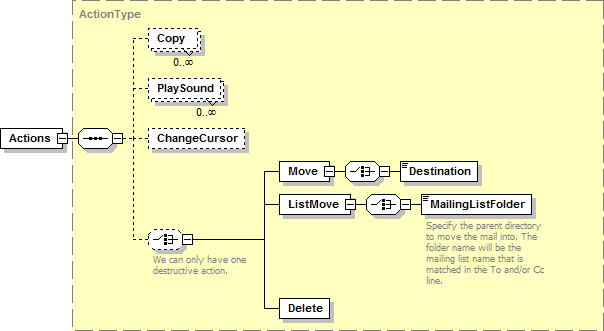 ActionType
Copy
0..∞
PlaySound
0..∞
Actions
ChangeCursor
Move
Destination
ListMove
MailingListFolder
Specify the parent directory
to move the mail into. The
folder name will be the
mailing list name that is
matched in the To and/or Cc
line.
We can only have one
destructive action.
Delete